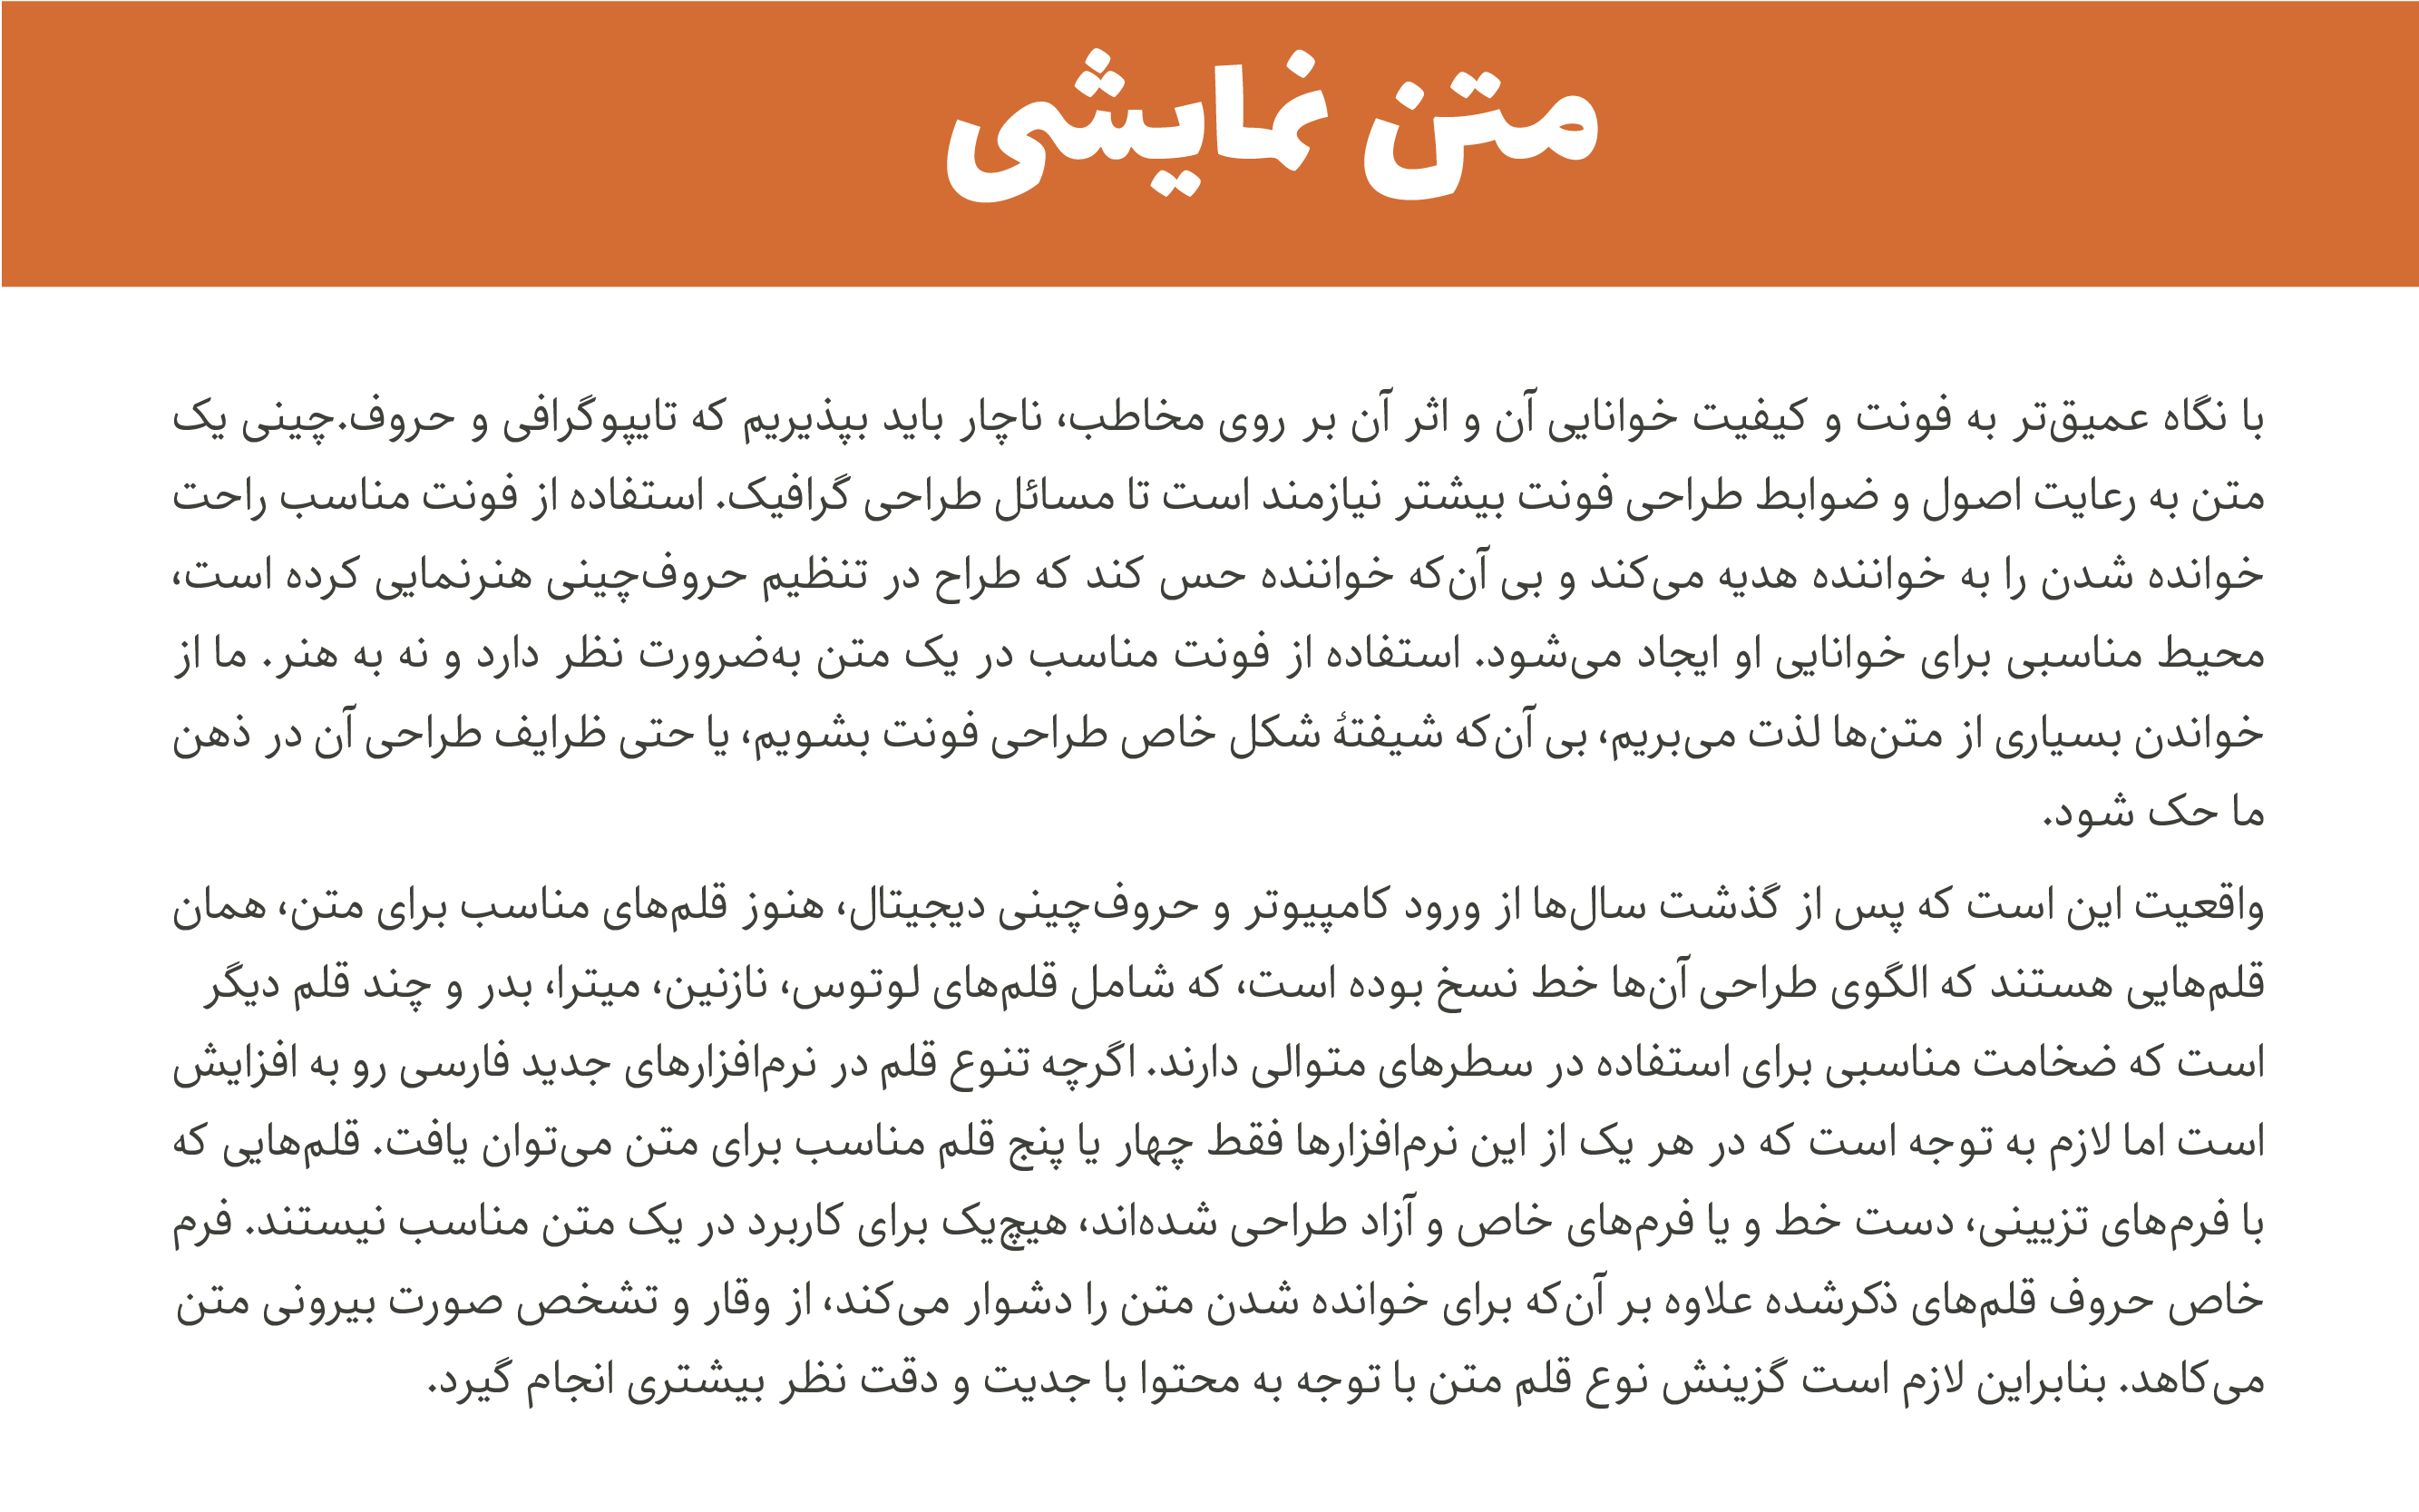 متن نمایشی
با نگاه عمیق‌تر به فونت و کیفیت خوانایی آن و اثر آن بر روی مخاطب، ناچار باید بپذیریم که تایپوگرافی و حروف.چینی یک
متن به رعایت اصول و ضوابط طراحی فونت بیشتر نیازمند است تا مسائل طراحی گرافیک. استفاده از فونت مناسب راحت
خوانده شدن را به خواننده هدیه می‌کند و بی آن‌که خواننده حس کند که طراح در تنظیم حروف‌چینی هنرنمایی کرده است،
محیط مناسبی برای خوانایی او ایجاد می‌شود. استفاده از فونت مناسب در یک متن به‌ضرورت نظر دارد و نه به هنر. ما از
خواندن بسیاری از متن‌ها لذت می‌بریم، بی آن‌که شیفتهٔ شکل خاص طراحی فونت بشویم، یا حتی ظرایف طراحی آن در ذهن
ما حک شود.
واقعیت این است که پس از گذشت سال‌ها از ورود کامپیوتر و حروف‌چینی دیجیتال، هنوز قلم‌های مناسب برای متن، همان
قلم‌هایی هستند که الگوی طراحی آن‌ها خط نسخ بوده است، که شامل قلم‌های لوتوس، نازنین، میترا، بدر و چند قلم دیگر
است که ضخامت مناسبی برای استفاده در سطرهای متوالی دارند. اگرچه تنوع قلم در نرم‌افزارهای جدید فارسی رو به افزایش
است اما لازم به توجه است که در هر یک از این نرم‌افزارها فقط چهار یا پنج قلم مناسب برای متن می‌توان یافت. قلم‌هایی که
با فرم‌های تزیینی، دست خط و یا فرم‌های خاص و آزاد طراحی شده‌اند، هیچ‌یک برای کاربرد در یک متن مناسب نیستند. فرم
خاص حروف قلم‌های ذکرشده علاوه بر آن‌که برای خوانده شدن متن را دشوار می‌کند، از وقار و تشخص صورت بیرونی متن
می‌کاهد. بنابراین لازم است گزینش نوع قلم متن با توجه به محتوا با جدیت و دقت نظر بیشتری انجام گیرد.